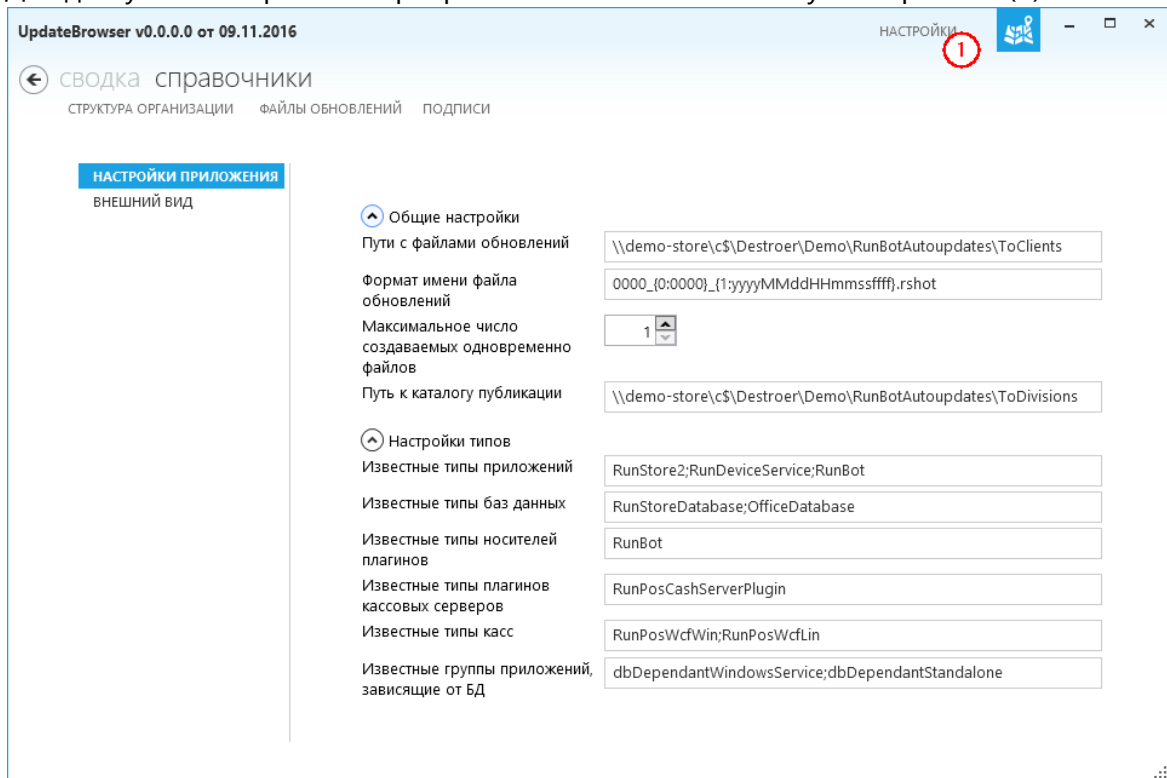 UpdateBrowser v0.0.0.0 от 09.11.2016
НАСТРОЙКИ
1
сводка справочники
СТРУКТУРА ОРГАНИЗАЦИИ ФАЙЛЫ ОБНОВЛЕНИЙ ПОДПИСИ
НАСТРОЙКИ ПРИЛОЖЕНИЯ
ВНЕШНИЙ ВИД
Общие настройки
Пути с файлами обновлений
\\demo-store\c$\Destroer\Demo\RunBotAutoupdates\ToClients
Формат имени файла
обновлений
0000_{0:0000}_{1:yyyyMMddHHmmssffff}.rshot
Максимальное число
создаваемых одновременно
файлов
1
Путь к каталогу публикации
\\demo-store\c$\Destroer\Demo\RunBotAutoupdates\ToDivisions
Настройки типов
Известные типы приложений
RunStore2;RunDeviceService;RunBot
Известные типы баз данных
RunStoreDatabase;OfficeDatabase
Известные типы носителей
плагинов
RunBot
Известные типы плагинов
кассовых серверов
RunPosCashServerPlugin
Известные типы касс
RunPosWcfWin;RunPosWcfLin
Известные группы приложений,
зависящие от БД
dbDependantWindowsService;dbDependantStandalone